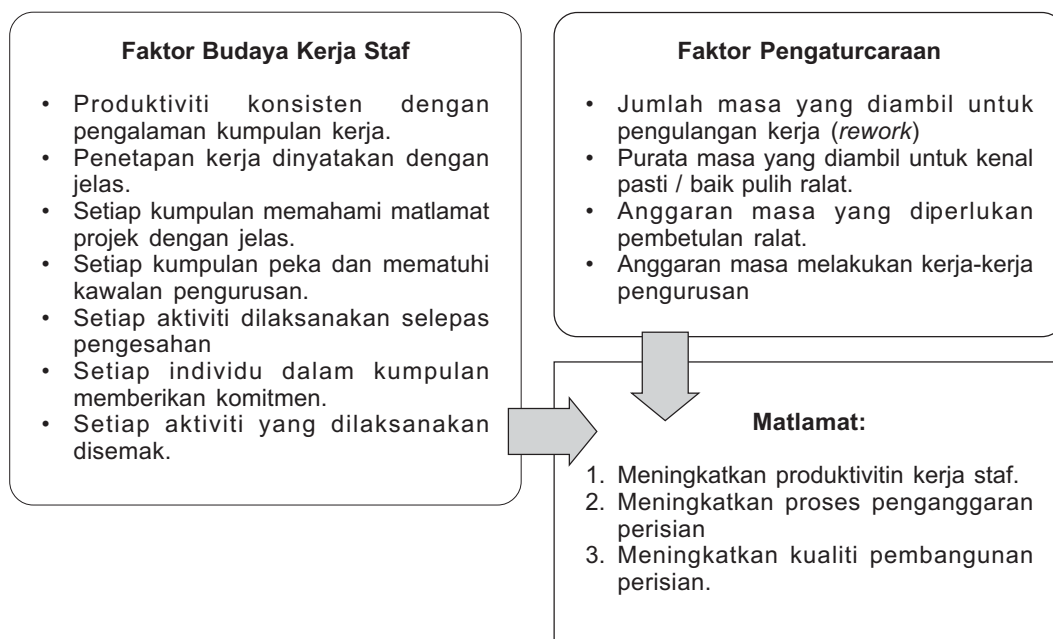 Faktor Budaya Kerja Staf
• Produktiviti konsisten dengan
pengalaman kumpulan kerja.
• Penetapan kerja dinyatakan dengan
jelas.
• Setiap kumpulan memahami matlamat
projek dengan jelas.
• Setiap kumpulan peka dan mematuhi
kawalan pengurusan.
• Setiap aktiviti dilaksanakan selepas
pengesahan
• Setiap individu dalam kumpulan
memberikan komitmen.
• Setiap aktiviti yang dilaksanakan
disemak.
Faktor Pengaturcaraan
• Jumlah masa yang diambil untuk
pengulangan kerja (rework)
• Purata masa yang diambil untuk kenal
pasti / baik pulih ralat.
• Anggaran masa yang diperlukan
pembetulan ralat.
• Anggaran masa melakukan kerja-kerja
pengurusan
Matlamat:
1. Meningkatkan produktivitin kerja staf.
2. Meningkatkan proses penganggaran
perisian
3. Meningkatkan kualiti pembangunan
perisian.